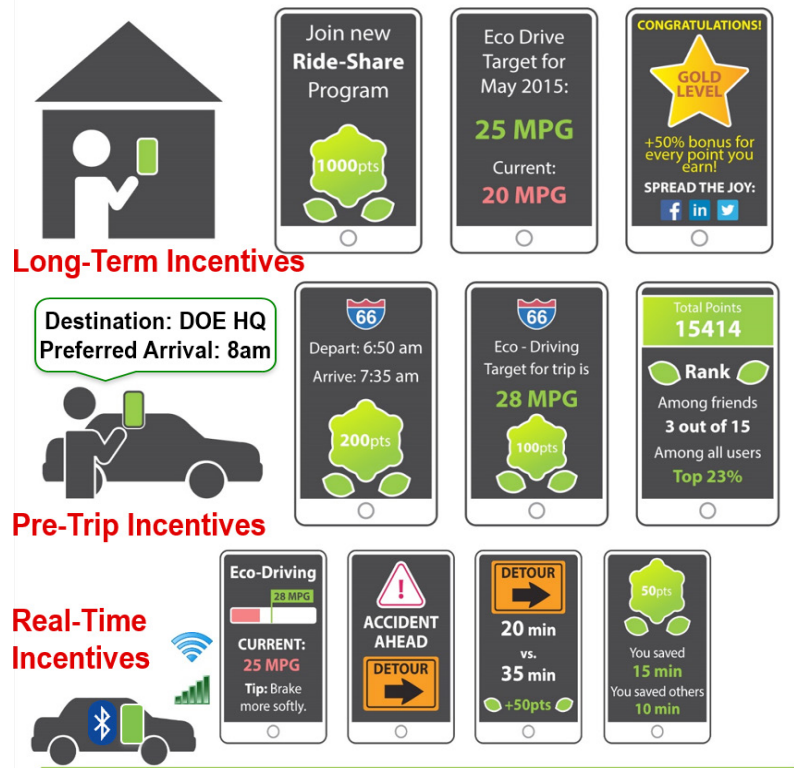 Join new
Ride-Share
Program
1000pts
Eco Drive
Target for
May 2015:
25 MPG
Current:
20 MPG
CONGRATULATIONS!
GOLD
LEVEL
+50% bonus for
every point you
earn!
SPREAD THE JOY:
f in
Long-Term Incentives
Destination: DOE HQ
Preferred Arrival: 8am
66
Depart: 6:50 am
Arrive: 7:35 am
200pts
66
Eco - Driving
Target for trip is
28 MPG
100pts
Total Points
15414
Rank
Among friends
3 out of 15
Among all users
Top 23%
Pre-Trip Incentives
Real-Time
Incentives
Eco-Driving
28 MPG
CURRENT:
25 MPG
Tip: Brake
more softly.
!
ACCIDENT
AHEAD
DETOUR
DETOUR
20 min
vs.
35 min
+50pts
50pts
You saved
15 min
You saved others
10 min